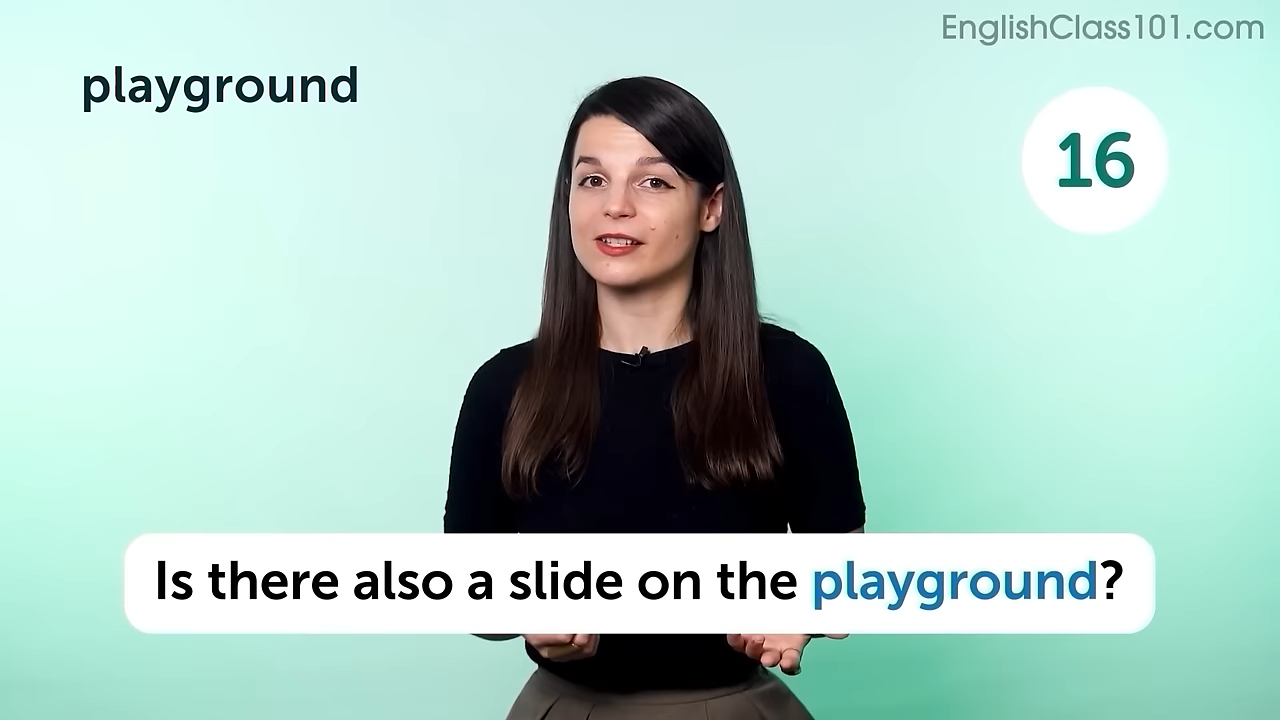 EnglishClass101.com
playground
16
Is there also a slide on the playground?